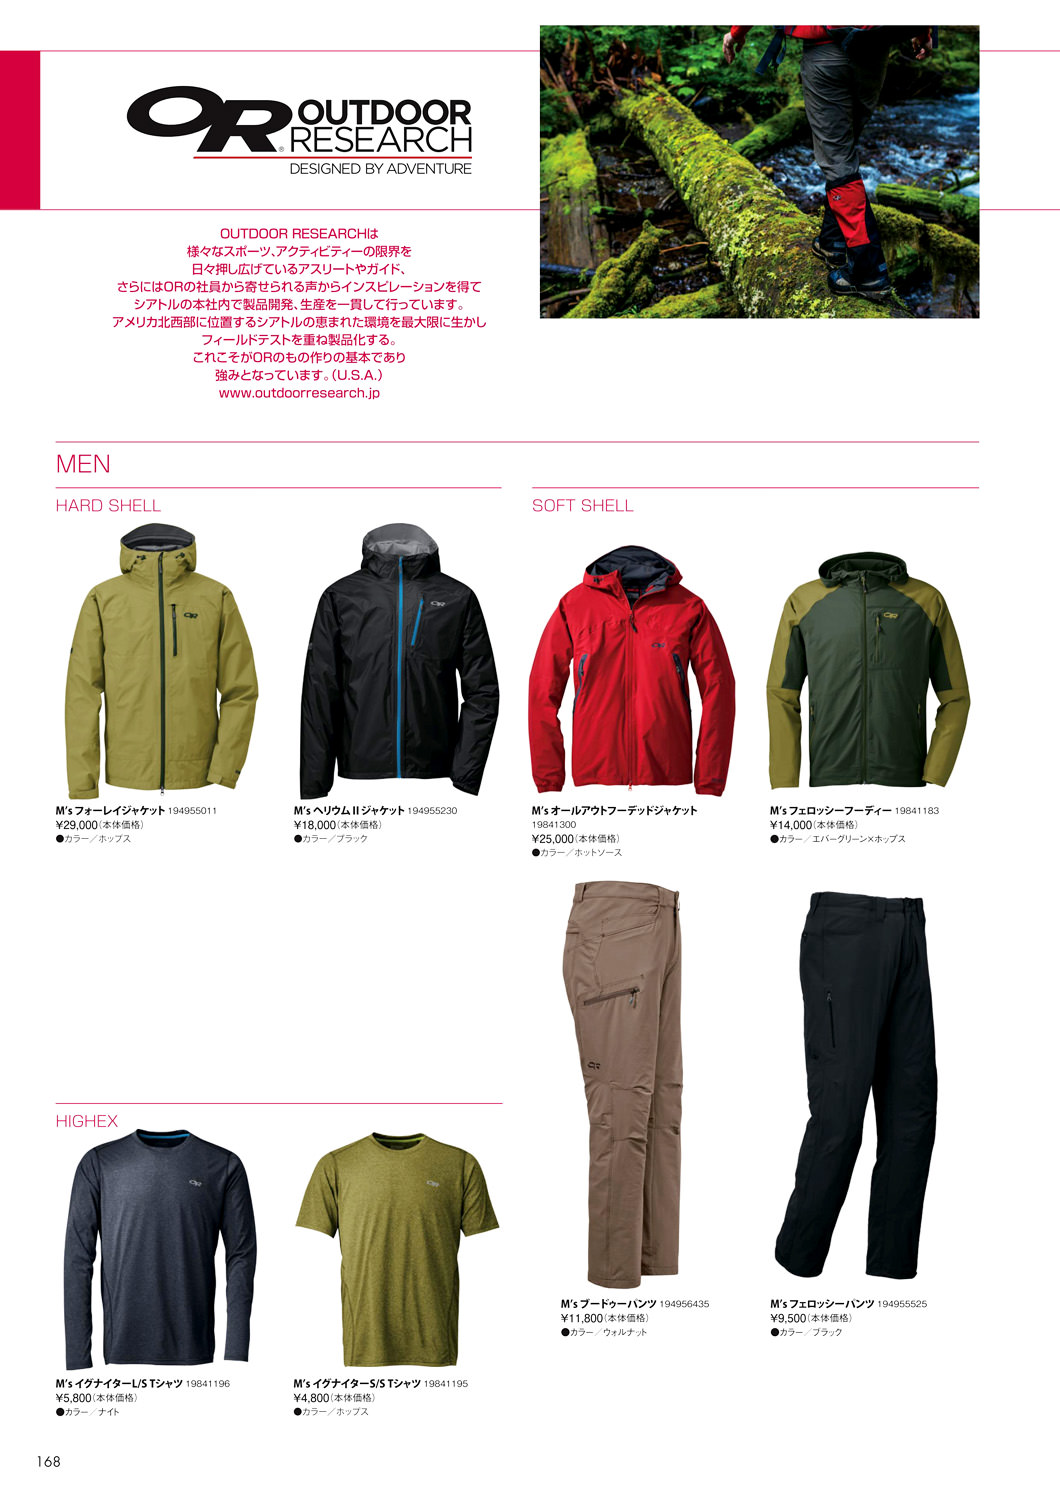 OR OUTDOOR
RESEARCH
DESIGNED BY ADVENTURE
OUTDOOR RESEARCHは
様々なスポーツ、アクティビティーの限界を
日々押し広げているアスリートやガイド、
さらにはORの社員から寄せられる声からインスピレーションを得て
シアトルの本社内で製品開発、生産を一貫して行っています。
アメリカ北西部に位置するシアトルの恵まれた環境を最大限に生かし
フィールドテストを重ね製品化する。
これこそがORのもの作りの基本であり
強みとなっています。(U.S.A.)
www.outdoorresearch.jp
MEN
HARD SHELL
M's フォーレイジャケット 194955011
¥29,000(本体価格)
●カラー／ホップス
M's ヘリウムⅡジャケット 194955230
¥18,000(本体価格)
●カラー／ブラック
SOFT SHELL
M's オールアウトフーデッドジャケット
19841300
¥25,000(本体価格)
●カラー／ホットソース
M's フェロッシーフーディー 19841183
¥14,000(本体価格)
●カラー／エバーグリーン×ホップス
M's ブードゥーパンツ 194956435
¥11,800(本体価格)
●カラー／ウォルナット
M's フェロッシーパンツ 194955525
¥9,500(本体価格)
●カラー／ブラック
HIGHEX
M's イグナイターL/S Tシャツ 19841196
¥5,800(本体価格)
●カラー／ナイト
M's イグナイターS/S Tシャツ 19841195
¥4,800(本体価格)
●カラー／ホップス
168